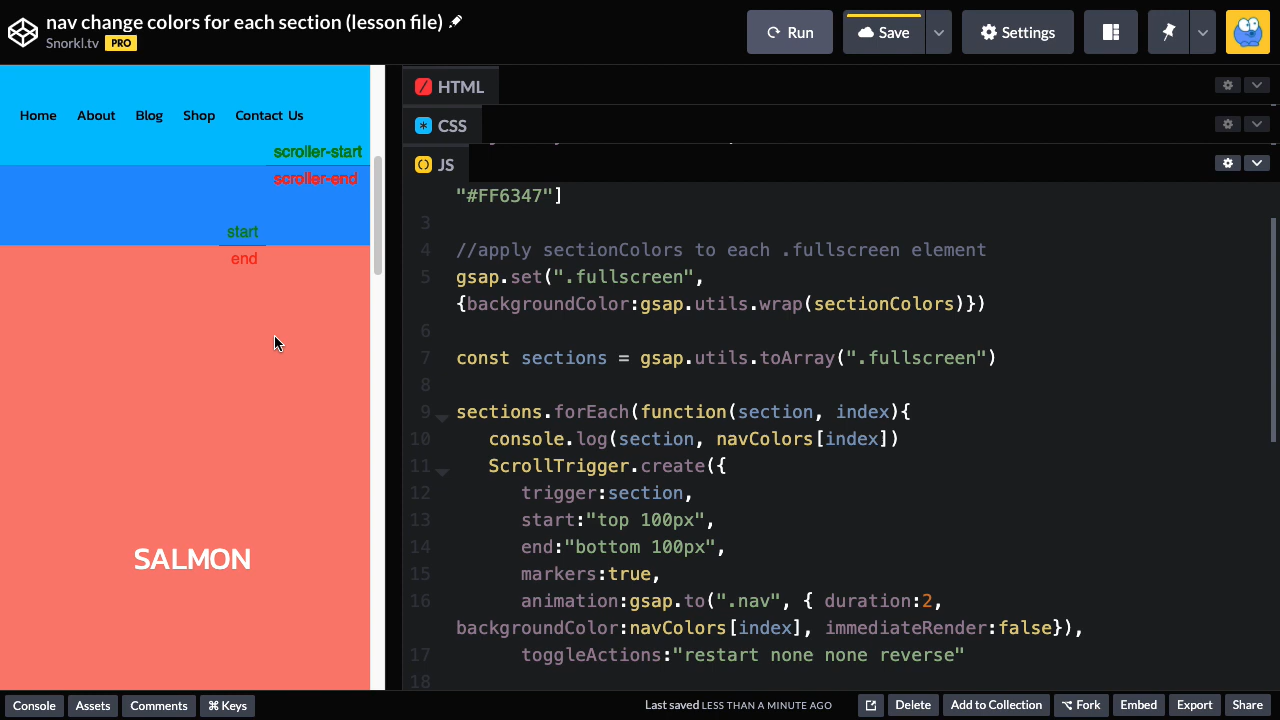 nav change colors for each section (lesson file)
Snorkl.tv PRO
Run
Save
Settings
Home About Blog Shop Contact Us
scroller-start
scroller-end
start
end
SALMON
/ HTML
* CSS
() JS
"#FF6347"]
3
4 //apply sectionColors to each .fullscreen element
5 gsap.set(".fullscreen",
{backgroundColor:gsap.utils.wrap(sectionColors)})
6
7 const sections = gsap.utils.toArray(".fullscreen")
8
9 sections.forEach(function(section, index){
10 console.log(section, navColors[index])
11 ScrollTrigger.create({
12 trigger:section,
13 start:"top 100px",
14 end:"bottom 100px",
15 markers:true,
16 animation:gsap.to(".nav", { duration:2,
backgroundColor:navColors[index], immediateRender:false}),
17 toggleActions:"restart none none reverse"
18
Console Assets Comments ⌘ Keys Last saved LESS THAN A MINUTE AGO Delete Add to Collection ⌥ Fork Embed Export Share